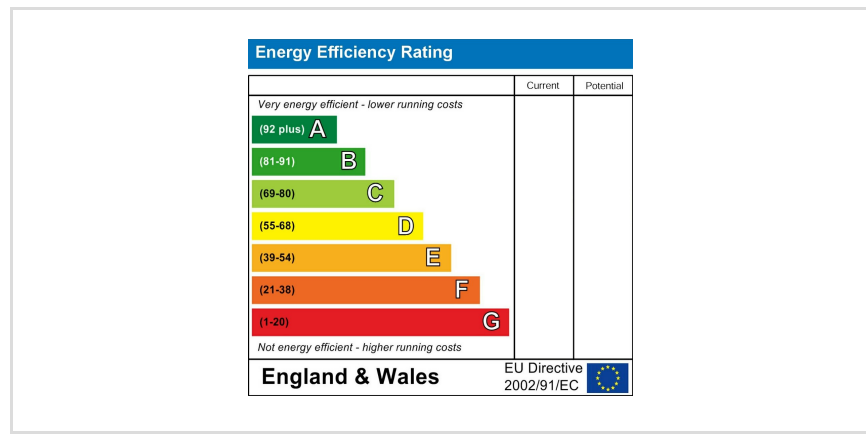 Energy Efficiency Rating
Current Potential
Very energy efficient - lower running costs
(92 plus) A
(81-91) B
(69-80) C
(55-68) D
(39-54) E
(21-38) F
(1-20) G
Not energy efficient - higher running costs
England & Wales
EU Directive
2002/91/EC